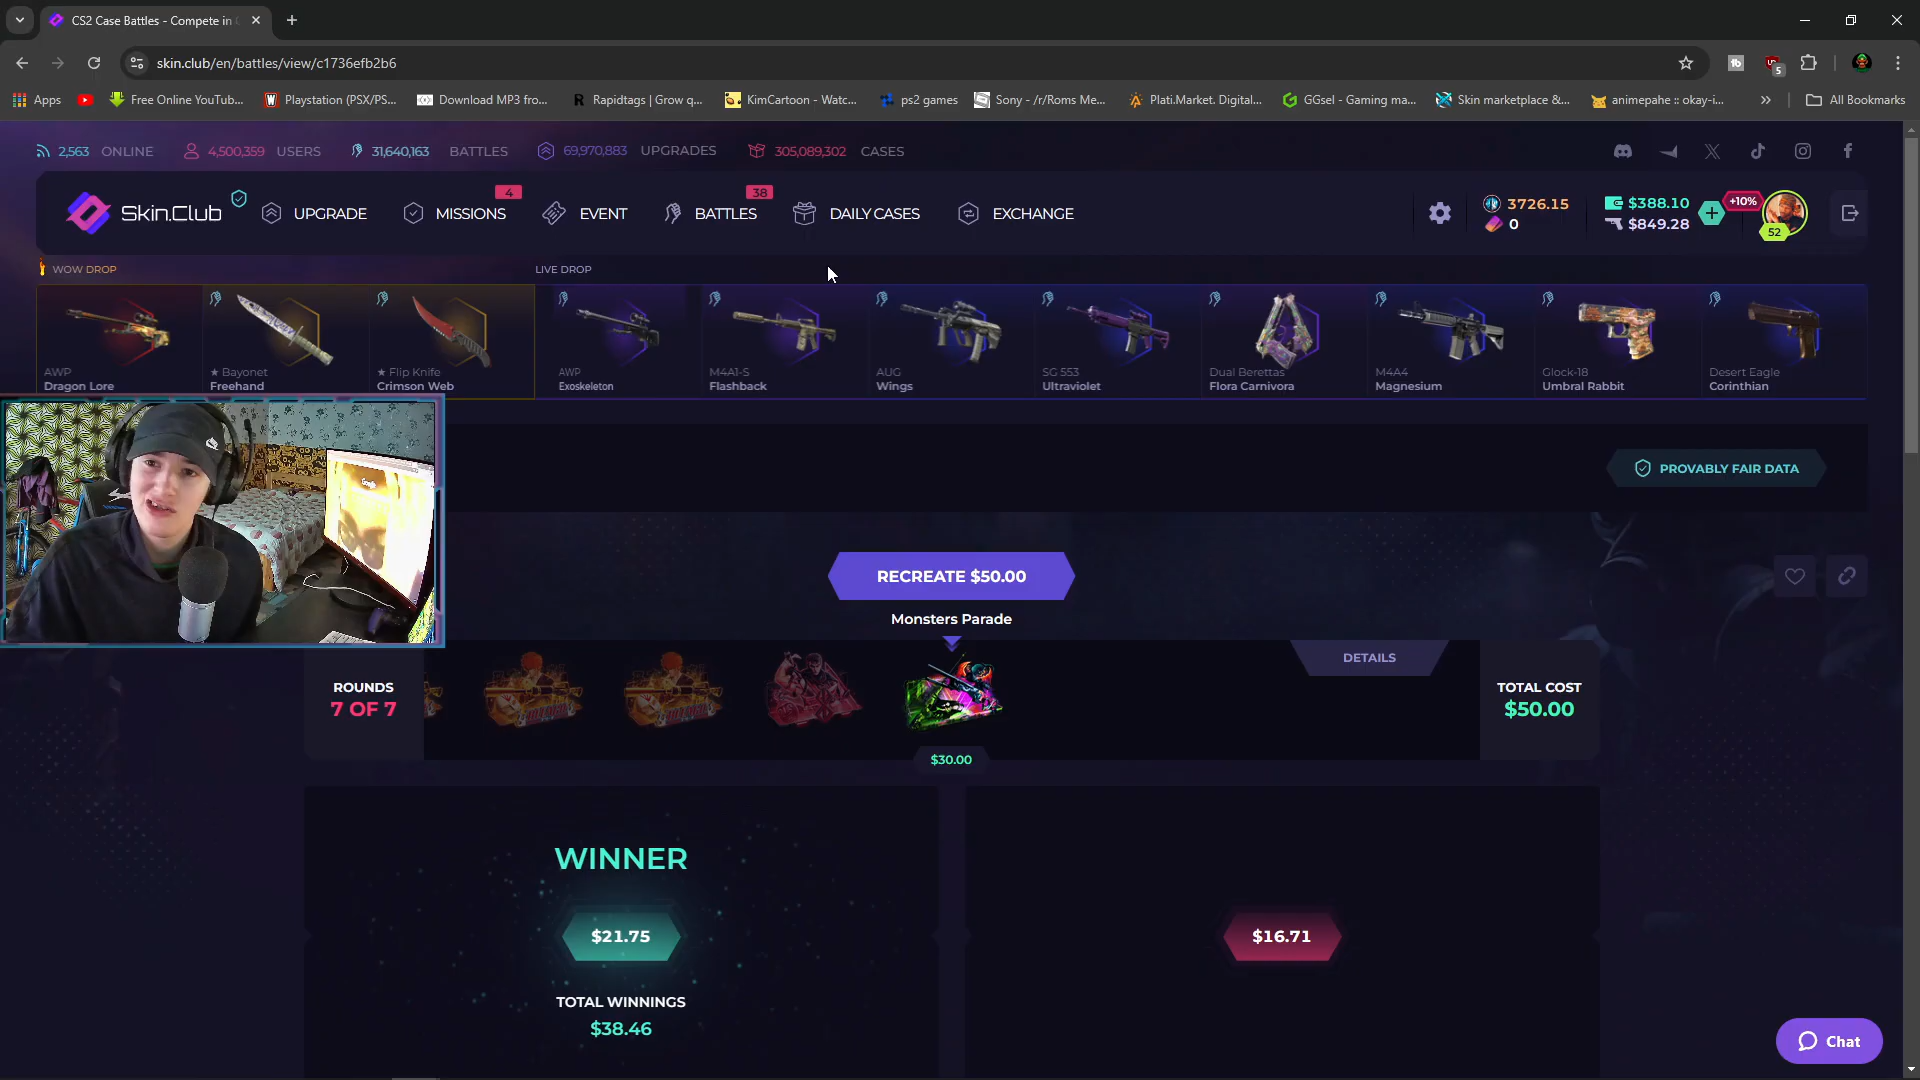 CS2 Case Battles - Compete in
skin.club/en/battles/view/c1736efb2b6
5
Apps
Free Online YouTub...
Playstation (PSX/PS...
Download MP3 fro...
Rapidtags | Grow q...
KimCartoon - Watc...
ps2 games
Sony - /r/Roms Me...
Plati.Market. Digital...
GGsel - Gaming ma...
Skin marketplace &...
animepahe :: okay-i...
All Bookmarks
2,563 ONLINE
4,500,359 USERS
31,640,163 BATTLES
69,970,883 UPGRADES
305,089,302 CASES
Skin.Club
UPGRADE
MISSIONS
4
EVENT
BATTLES
38
DAILY CASES
EXCHANGE
3726.15
0
$388.10
$849.28
+10%
52
WOW DROP
LIVE DROP
AWP
Dragon Lore
★ Bayonet
Freehand
★ Flip Knife
Crimson Web
AWP
Exoskeleton
M4A1-S
Flashback
AUG
Wings
SG 553
Ultraviolet
Dual Berettas
Flora Carnivora
M4A4
Magnesium
Glock-18
Umbral Rabbit
Desert Eagle
Corinthian
Google
PROVABLY FAIR DATA
RECREATE $50.00
Monsters Parade
ROUNDS
7 OF 7
DETAILS
TOTAL COST
$50.00
$30.00
WINNER
$21.75
TOTAL WINNINGS
$38.46
$16.71
Chat